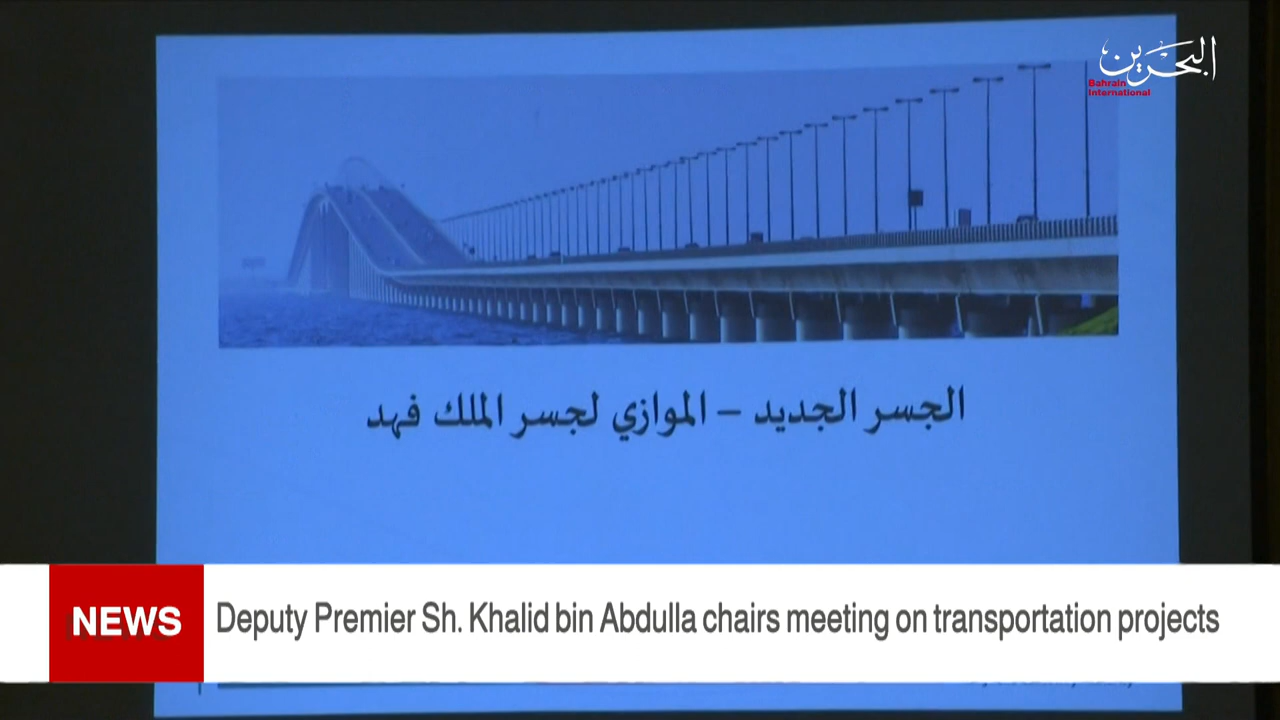 البحرين
Bahrain
International
الجسر الجديد – الموازي لجسر الملك فهد
NEWS
Deputy Premier Sh. Khalid bin Abdulla chairs meeting on transportation projects